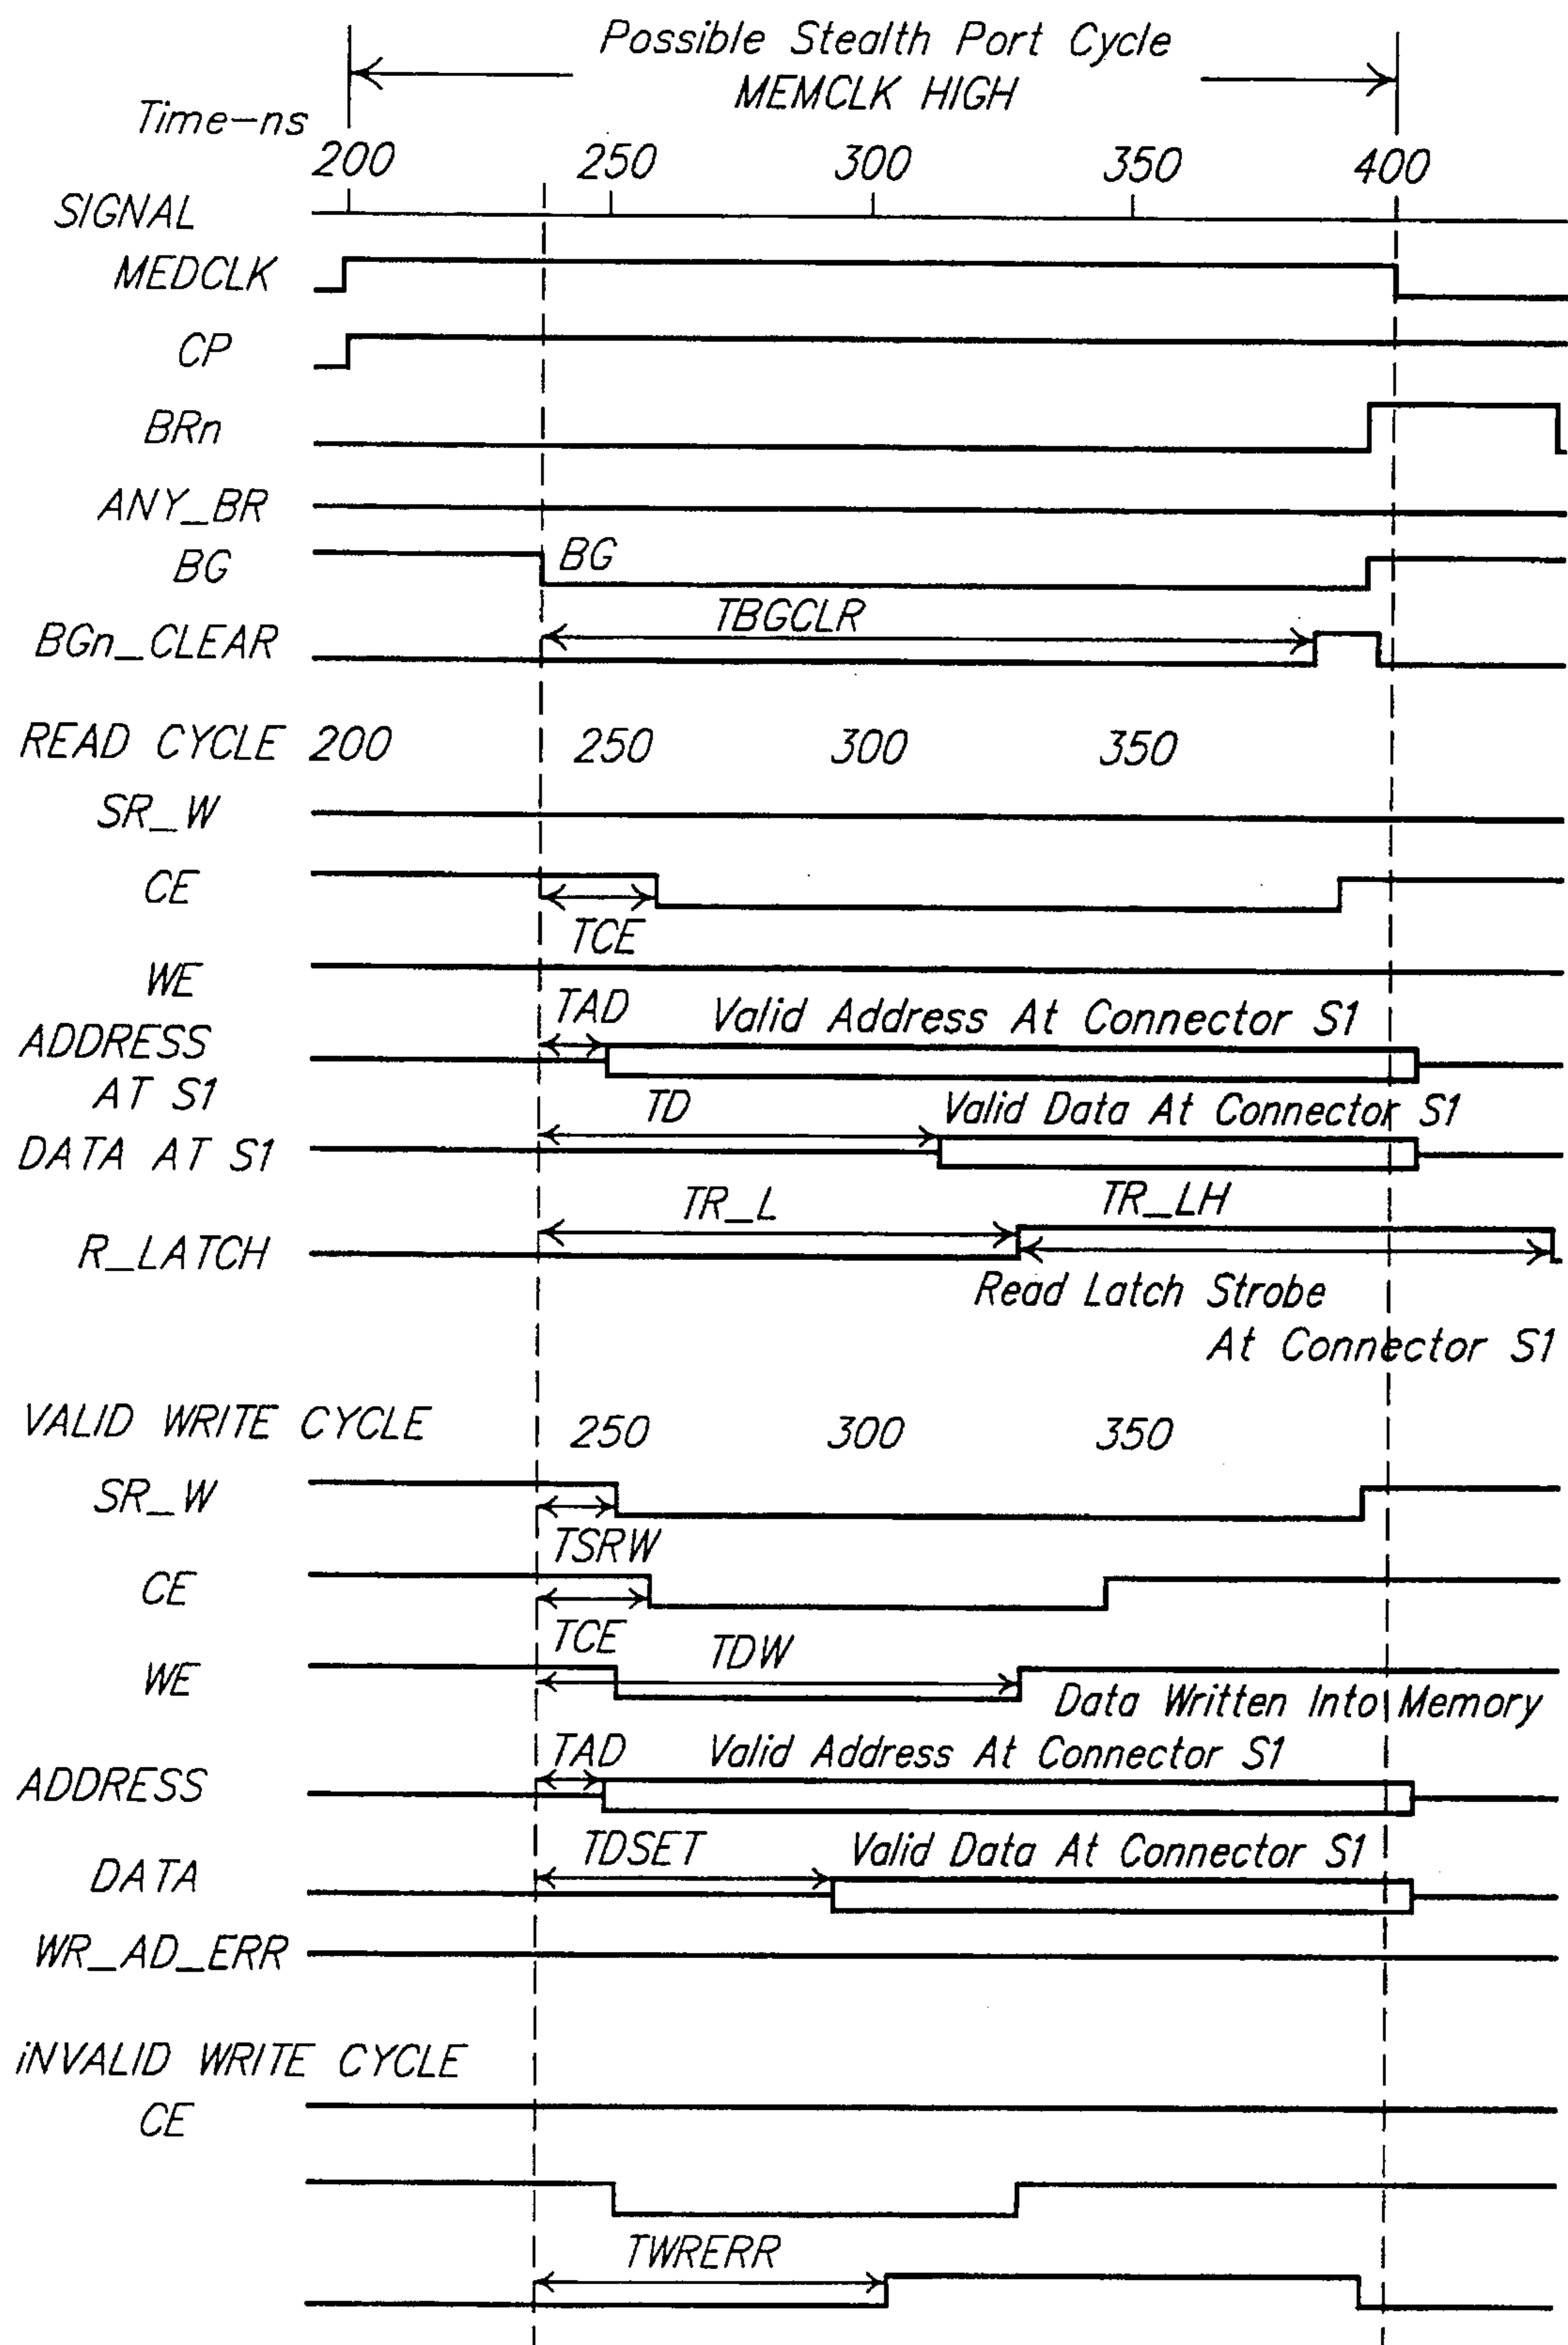 Possible Stealth Port Cycle
MEMCLK HIGH
Time-ns
200 250 300 350 400
SIGNAL
MEDCLK
CP
BRn
ANY_BR
BG BG
TBGCLR
BGn_CLEAR
READ CYCLE 200 250 300 350
SR_W
CE
TCE
WE
TAD Valid Address At Connector S1
ADDRESS
AT S1
TD Valid Data At Connector S1
DATA AT S1
TR_L TR_LH
R_LATCH
Read Latch Strobe
At Connector S1
VALID WRITE CYCLE 250 300 350
SR_W
TSRW
CE
TCE TDW
WE
Data Written Into Memory
TAD Valid Address At Connector S1
ADDRESS
TDSET Valid Data At Connector S1
DATA
WR_AD_ERR
iNVALID WRITE CYCLE
CE
TWRERR